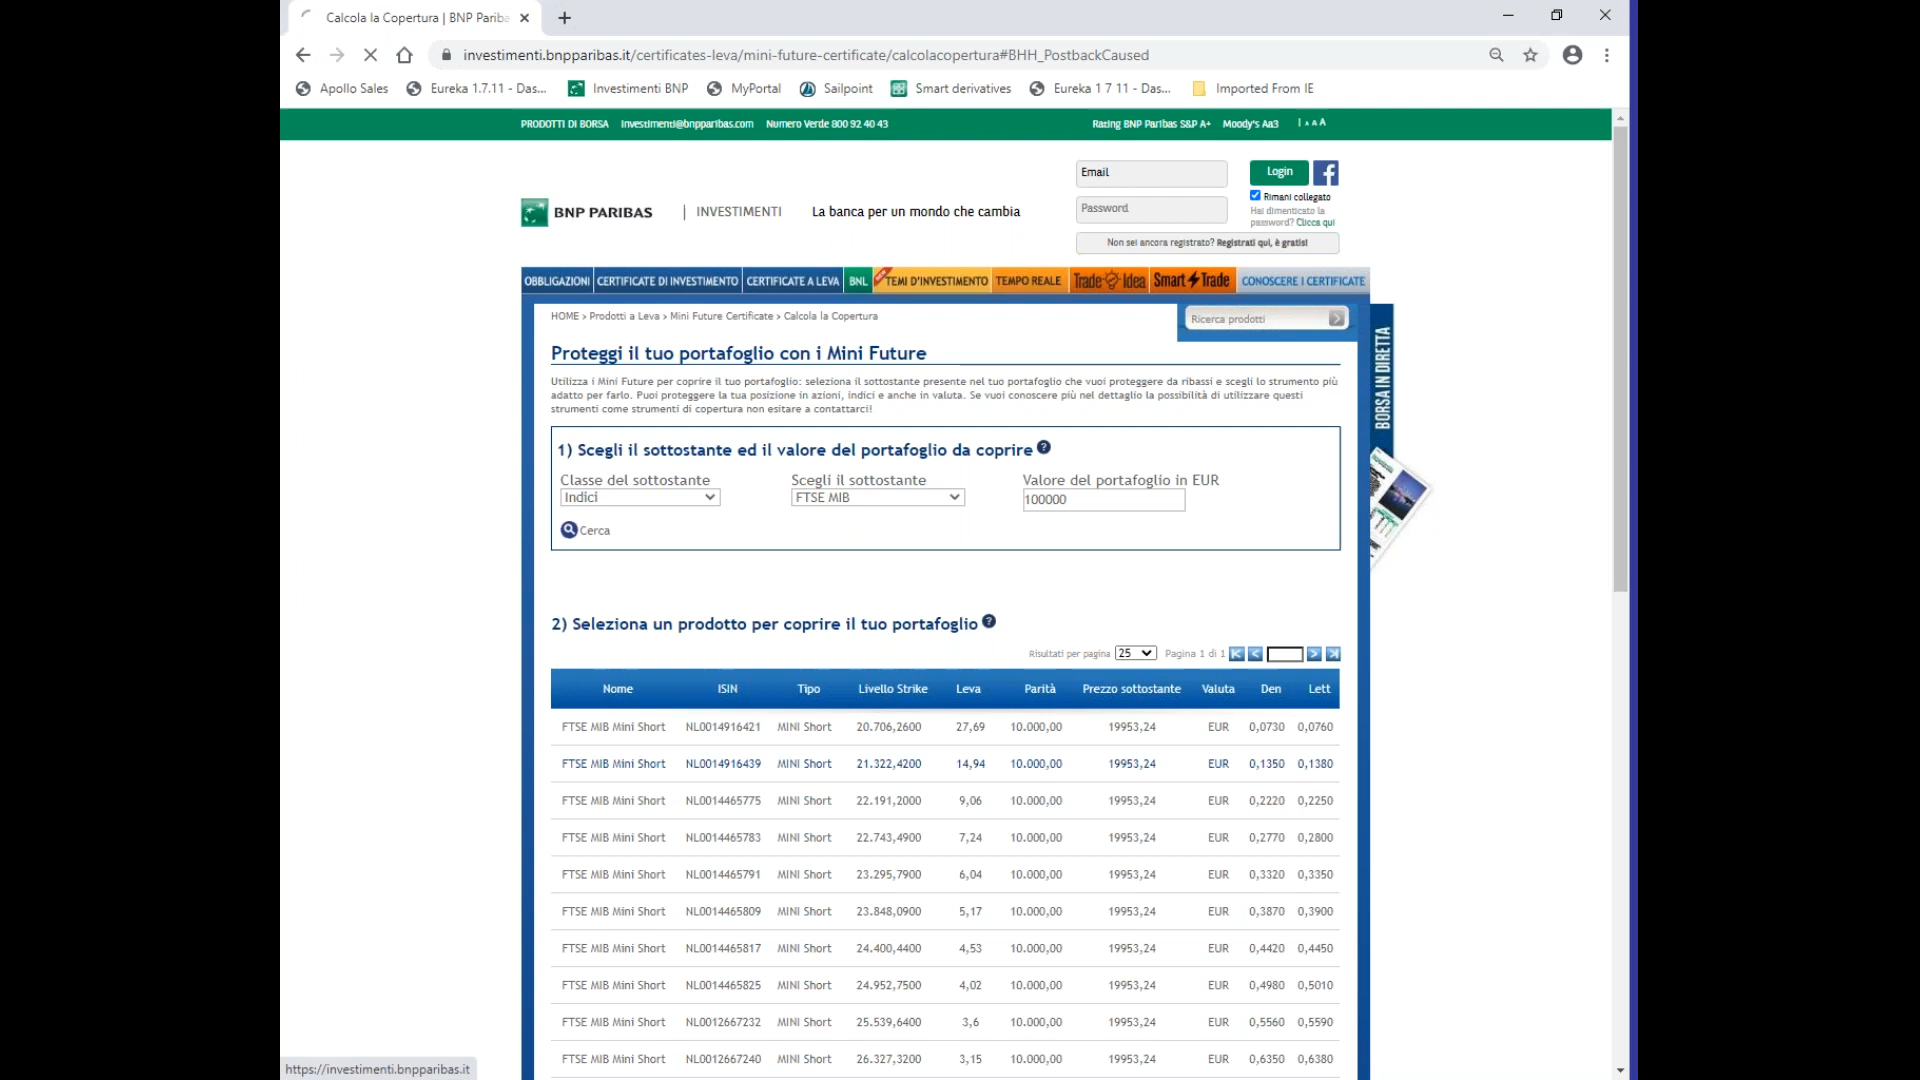 Calcola la Copertura | BNP Pariba
investimenti.bnpparibas.it/certificates-leva/mini-future-certificate/calcolacopertura#BHH_PostbackCaused
Apollo Sales Eureka 1.7.11 - Das... Investimenti BNP MyPortal Sailpoint Smart derivatives Eureka 1 7 11 - Das... Imported From IE
PRODOTTI DI BORSA investimenti@bnpparibas.com Numero Verde 800 92 40 43 Rating BNP Paribas S&P A+ Moody's Aa3 | A A A
Email Login
Rimani collegato
Password
Hai dimenticato la
password? Clicca qui
BNP PARIBAS | INVESTIMENTI La banca per un mondo che cambia
Non sei ancora registrato? Registrati qui, è gratis!
OBBLIGAZIONI CERTIFICATE DI INVESTIMENTO CERTIFICATE A LEVA BNL TEMI D'INVESTIMENTO TEMPO REALE Trade Idea Smart Trade CONOSCERE I CERTIFICATE
HOME > Prodotti a Leva > Mini Future Certificate > Calcola la Copertura
Ricerca prodotti
BORSA IN DIRETTA
Proteggi il tuo portafoglio con i Mini Future
Utilizza i Mini Future per coprire il tuo portafoglio: seleziona il sottostante presente nel tuo portafoglio che vuoi proteggere da ribassi e scegli lo strumento più
adatto per farlo. Puoi proteggere la tua posizione in azioni, indici e anche in valuta. Se vuoi conoscere più nel dettaglio la possibilità di utilizzare questi
strumenti come strumenti di copertura non esitare a contattarci!
1) Scegli il sottostante ed il valore del portafoglio da coprire ?
Classe del sottostante Scegli il sottostante Valore del portafoglio in EUR
Indici FTSE MIB 100000
Cerca
2) Seleziona un prodotto per coprire il tuo portafoglio ?
Risultati per pagina 25 Pagina 1 di 1
Nome ISIN Tipo Livello Strike Leva Parità Prezzo sottostante Valuta Den Lett
FTSE MIB Mini Short NL0014916421 MINI Short 20.706,2600 27,69 10.000,00 19953,24 EUR 0,0730 0,0760
FTSE MIB Mini Short NL0014916439 MINI Short 21.322,4200 14,94 10.000,00 19953,24 EUR 0,1350 0,1380
FTSE MIB Mini Short NL0014465775 MINI Short 22.191,2000 9,06 10.000,00 19953,24 EUR 0,2220 0,2250
FTSE MIB Mini Short NL0014465783 MINI Short 22.743,4900 7,24 10.000,00 19953,24 EUR 0,2770 0,2800
FTSE MIB Mini Short NL0014465791 MINI Short 23.295,7900 6,04 10.000,00 19953,24 EUR 0,3320 0,3350
FTSE MIB Mini Short NL0014465809 MINI Short 23.848,0900 5,17 10.000,00 19953,24 EUR 0,3870 0,3900
FTSE MIB Mini Short NL0014465817 MINI Short 24.400,4400 4,53 10.000,00 19953,24 EUR 0,4420 0,4450
FTSE MIB Mini Short NL0014465825 MINI Short 24.952,7500 4,02 10.000,00 19953,24 EUR 0,4980 0,5010
FTSE MIB Mini Short NL0012667232 MINI Short 25.539,6400 3,6 10.000,00 19953,24 EUR 0,5560 0,5590
FTSE MIB Mini Short NL0012667240 MINI Short 26.327,3200 3,15 10.000,00 19953,24 EUR 0,6350 0,6380
https://investimenti.bnpparibas.it